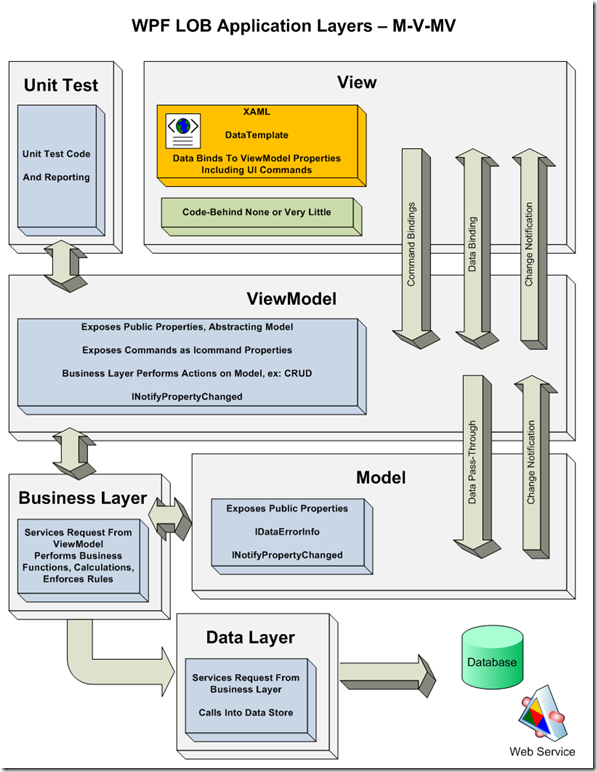 WPF LOB Application Layers – M-V-MV
Unit Test
Unit Test Code
And Reporting
View
XAML
DataTemplate
Data Binds To ViewModel Properties
Including UI Commands
Code-Behind None or Very Little
Command Bindings
Data Binding
Change Notification
ViewModel
Exposes Public Properties, Abstracting Model
Exposes Commands as Icommand Properties
Business Layer Performs Actions on Model, ex: CRUD
INotifyPropertyChanged
Data Pass-Through
Change Notification
Business Layer
Services Request From
ViewModel
Performs Business
Functions, Calculations,
Enforces Rules
Model
Exposes Public Properties
IDataErrorInfo
INotifyPropertyChanged
Data Layer
Services Request From
Business Layer
Calls Into Data Store
Database
Web Service